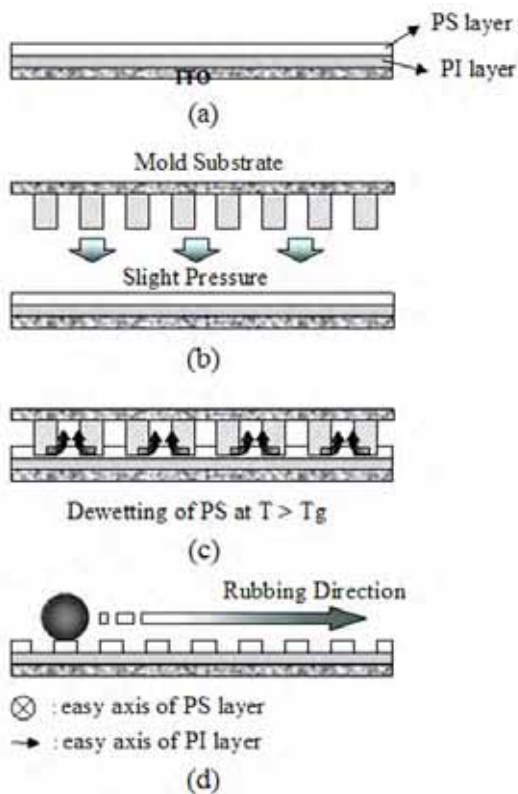 PS layer
PI layer
ITO
(a)
Mold Substrate
Slight Pressure
(b)
Dewetting of PS at T > Tg
(c)
Rubbing Direction
: easy axis of PS layer
: easy axis of PI layer
(d)